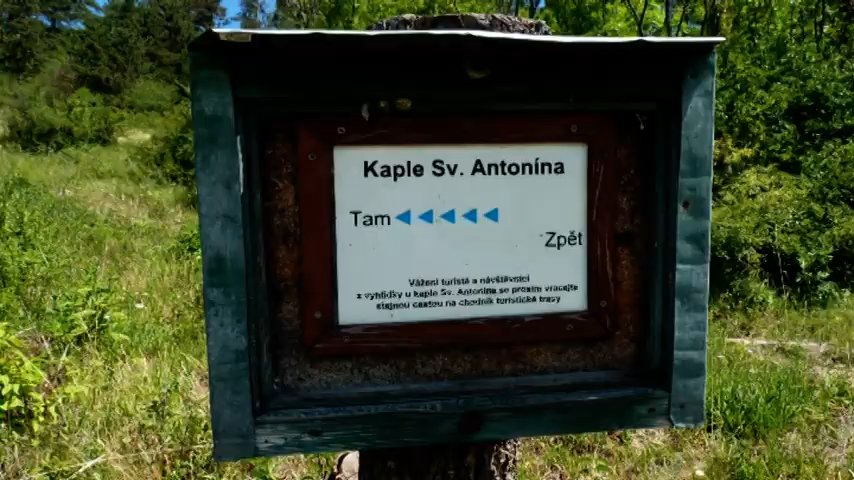 Kaple Sv. Antonína
Tam
Zpět
Vážení turisté a návštěvníci
z vyhlídky u kaple Sv. Antonína se prosím vracejte
stejnou cestou na chodník turistické trasy